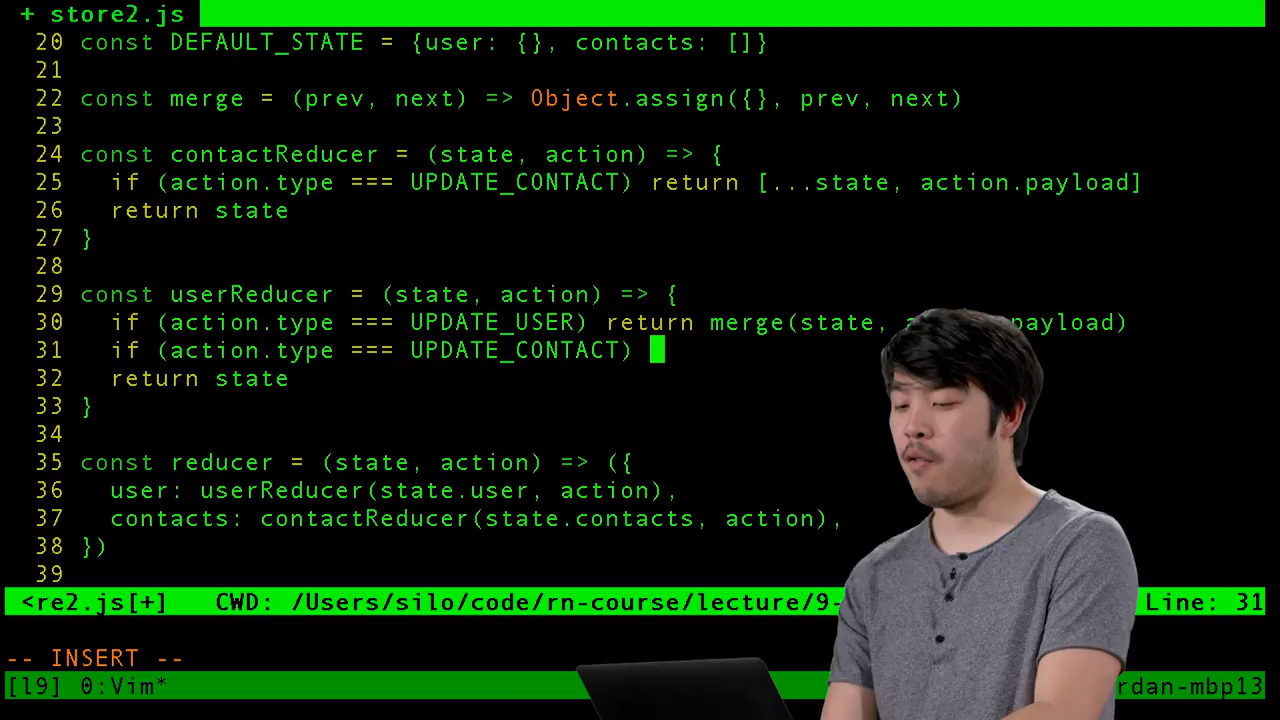 + store2.js
20 const DEFAULT_STATE = {user: {}, contacts: []}
21
22 const merge = (prev, next) => Object.assign({}, prev, next)
23
24 const contactReducer = (state, action) => {
25   if (action.type === UPDATE_CONTACT) return [...state, action.payload]
26   return state
27 }
28
29 const userReducer = (state, action) => {
30   if (action.type === UPDATE_USER) return merge(state, payload)
31   if (action.type === UPDATE_CONTACT)
32   return state
33 }
34
35 const reducer = (state, action) => ({
36   user: userReducer(state.user, action),
37   contacts: contactReducer(state.contacts, action),
38 })
39
<re2.js[+]   CWD: /Users/silo/code/rn-course/lecture/9- Line: 31
-- INSERT --
[l9] 0:Vim* rdan-mbp13